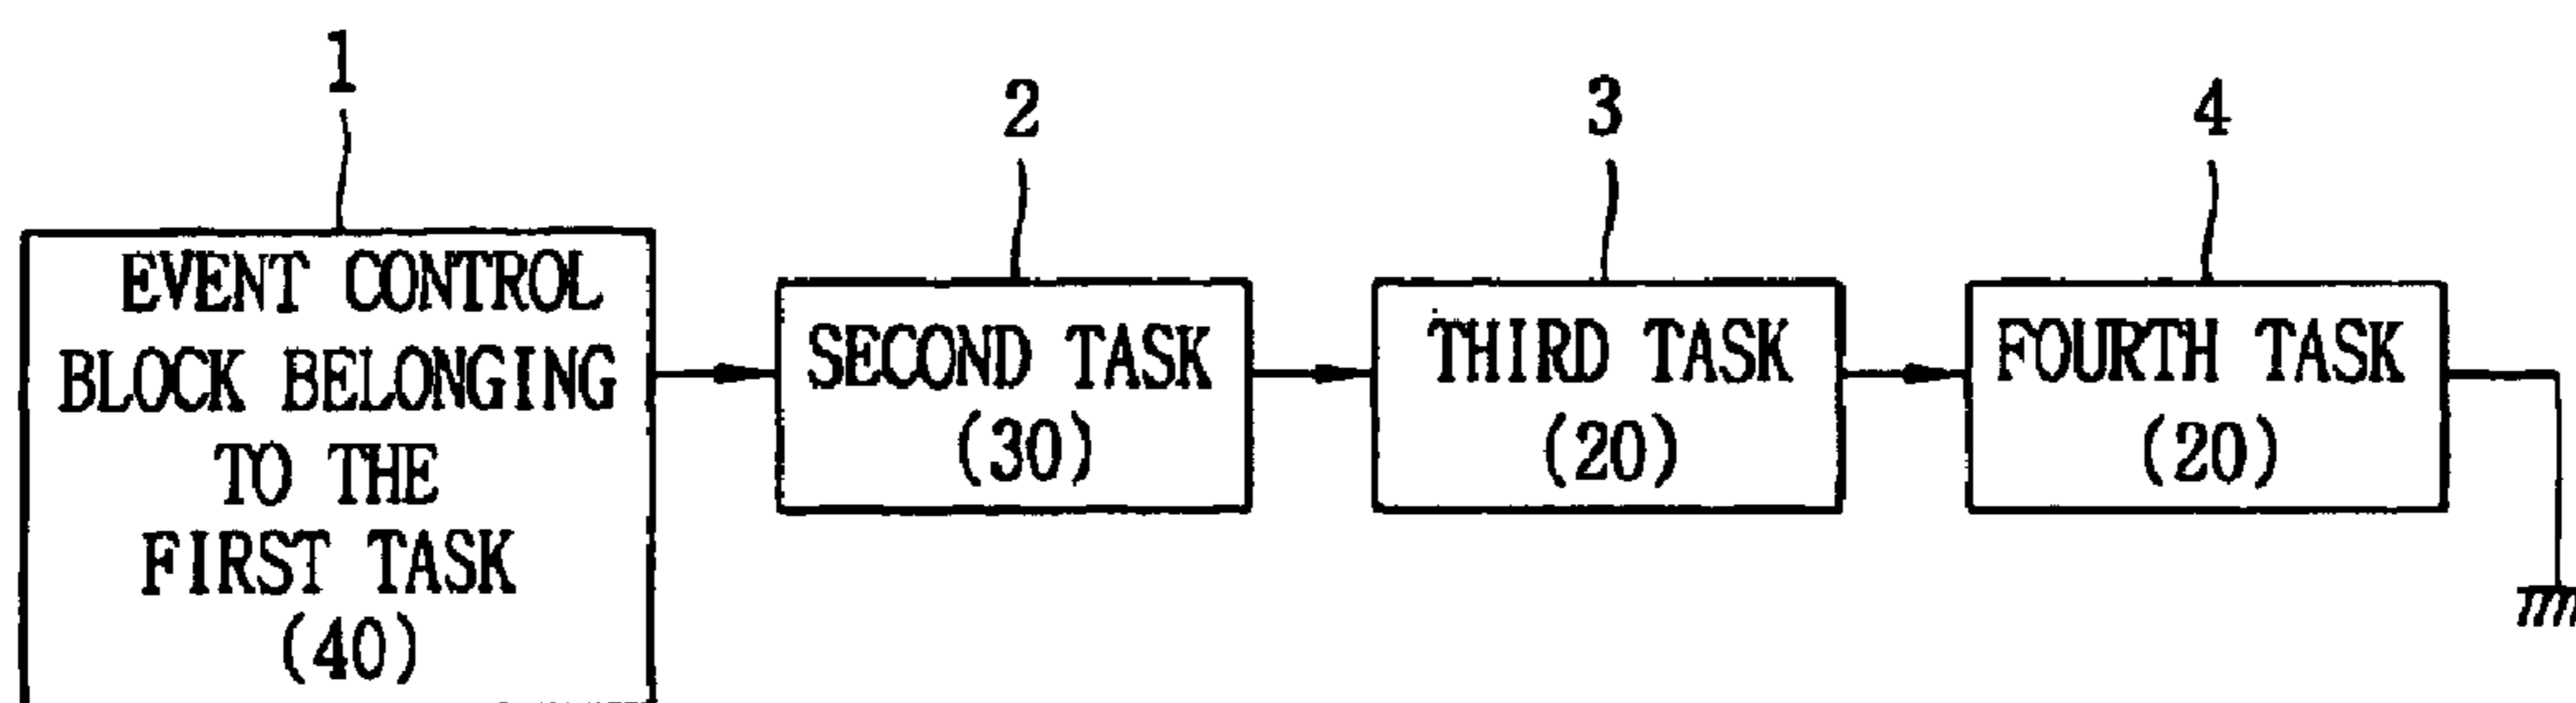 1
2
3
4
EVENT CONTROL
BLOCK BELONGING
TO THE
FIRST TASK
(40)
SECOND TASK
(30)
THIRD TASK
(20)
FOURTH TASK
(20)